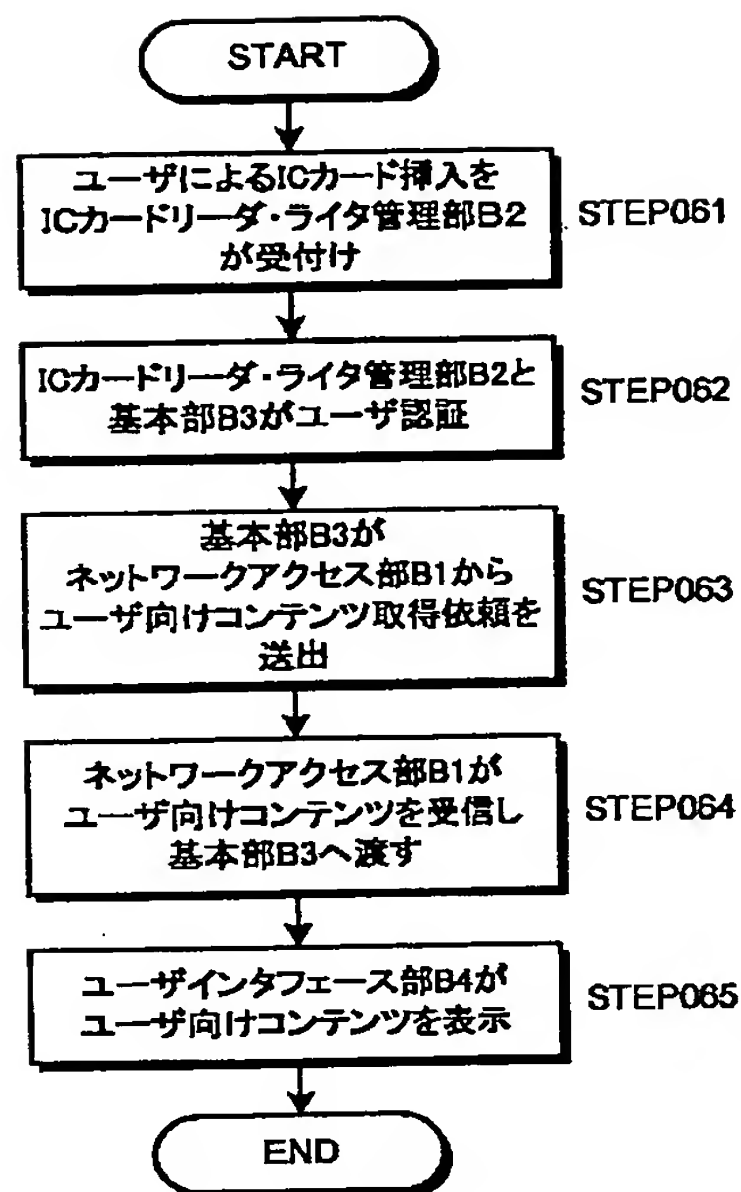 START
ユーザによるICカード挿入を
ICカードリーダ・ライタ管理部B2
が受付け
STEP061
ICカードリーダ・ライタ管理部B2と
基本部B3がユーザ認証
STEP062
基本部B3が
ネットワークアクセス部B1から
ユーザ向けコンテンツ取得依頼を
送出
STEP063
ネットワークアクセス部B1が
ユーザ向けコンテンツを受信し
基本部B3へ渡す
STEP064
ユーザインタフェース部B4が
ユーザ向けコンテンツを表示
STEP065
END